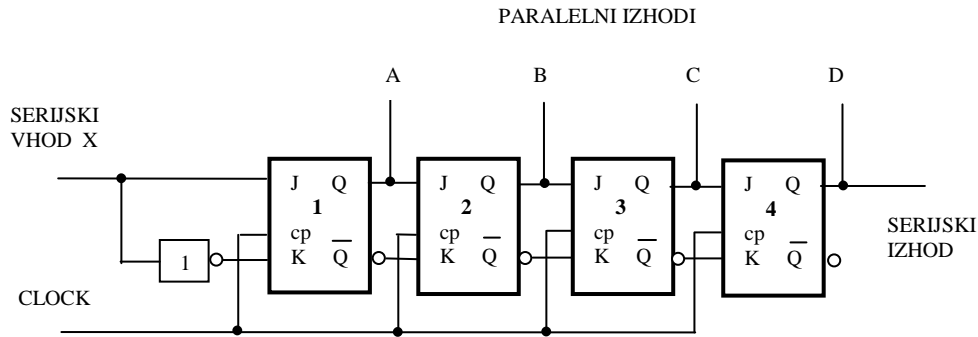 PARALELNI IZHODI
A B C D
SERIJSKI
VHOD X
J Q J Q J Q J Q
1 2 3 4
cp cp cp cp
K Q K Q K Q K Q
1
SERIJSKI
IZHOD
CLOCK